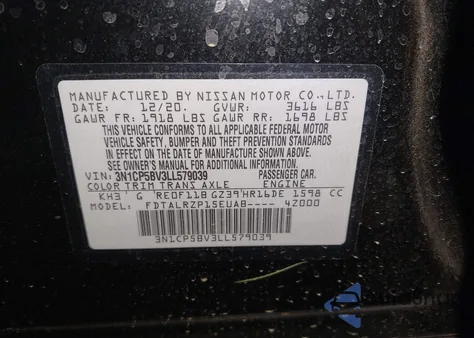 MANUFACTURED BY NISSAN MOTOR CO.,LTD.
DATE: 12/20. GVWR: 3616 LBS
GAWR FR: 1918 LBS GAWR RR: 1698 LBS
THIS VEHICLE CONFORMS TO ALL APPLICABLE FEDERAL MOTOR
VEHICLE SAFETY, BUMPER AND THEFT PREVENTION STANDARDS
IN EFFECT ON THE DATE OF MANUFACTURE SHOWN ABOVE.
SEE OWNER'S MANUAL FOR ADDITIONAL INFORMATION
VIN: 3N1CP5BV3LL579039 PASSENGER CAR.
COLOR TRIM TRANS AXLE ENGINE
KH3 G RE0F11B GZ39 HR16DE 1598 CC
MODEL: FDTALRZP15EUAB---- 4Z000
3N1CP5BV3LL579039